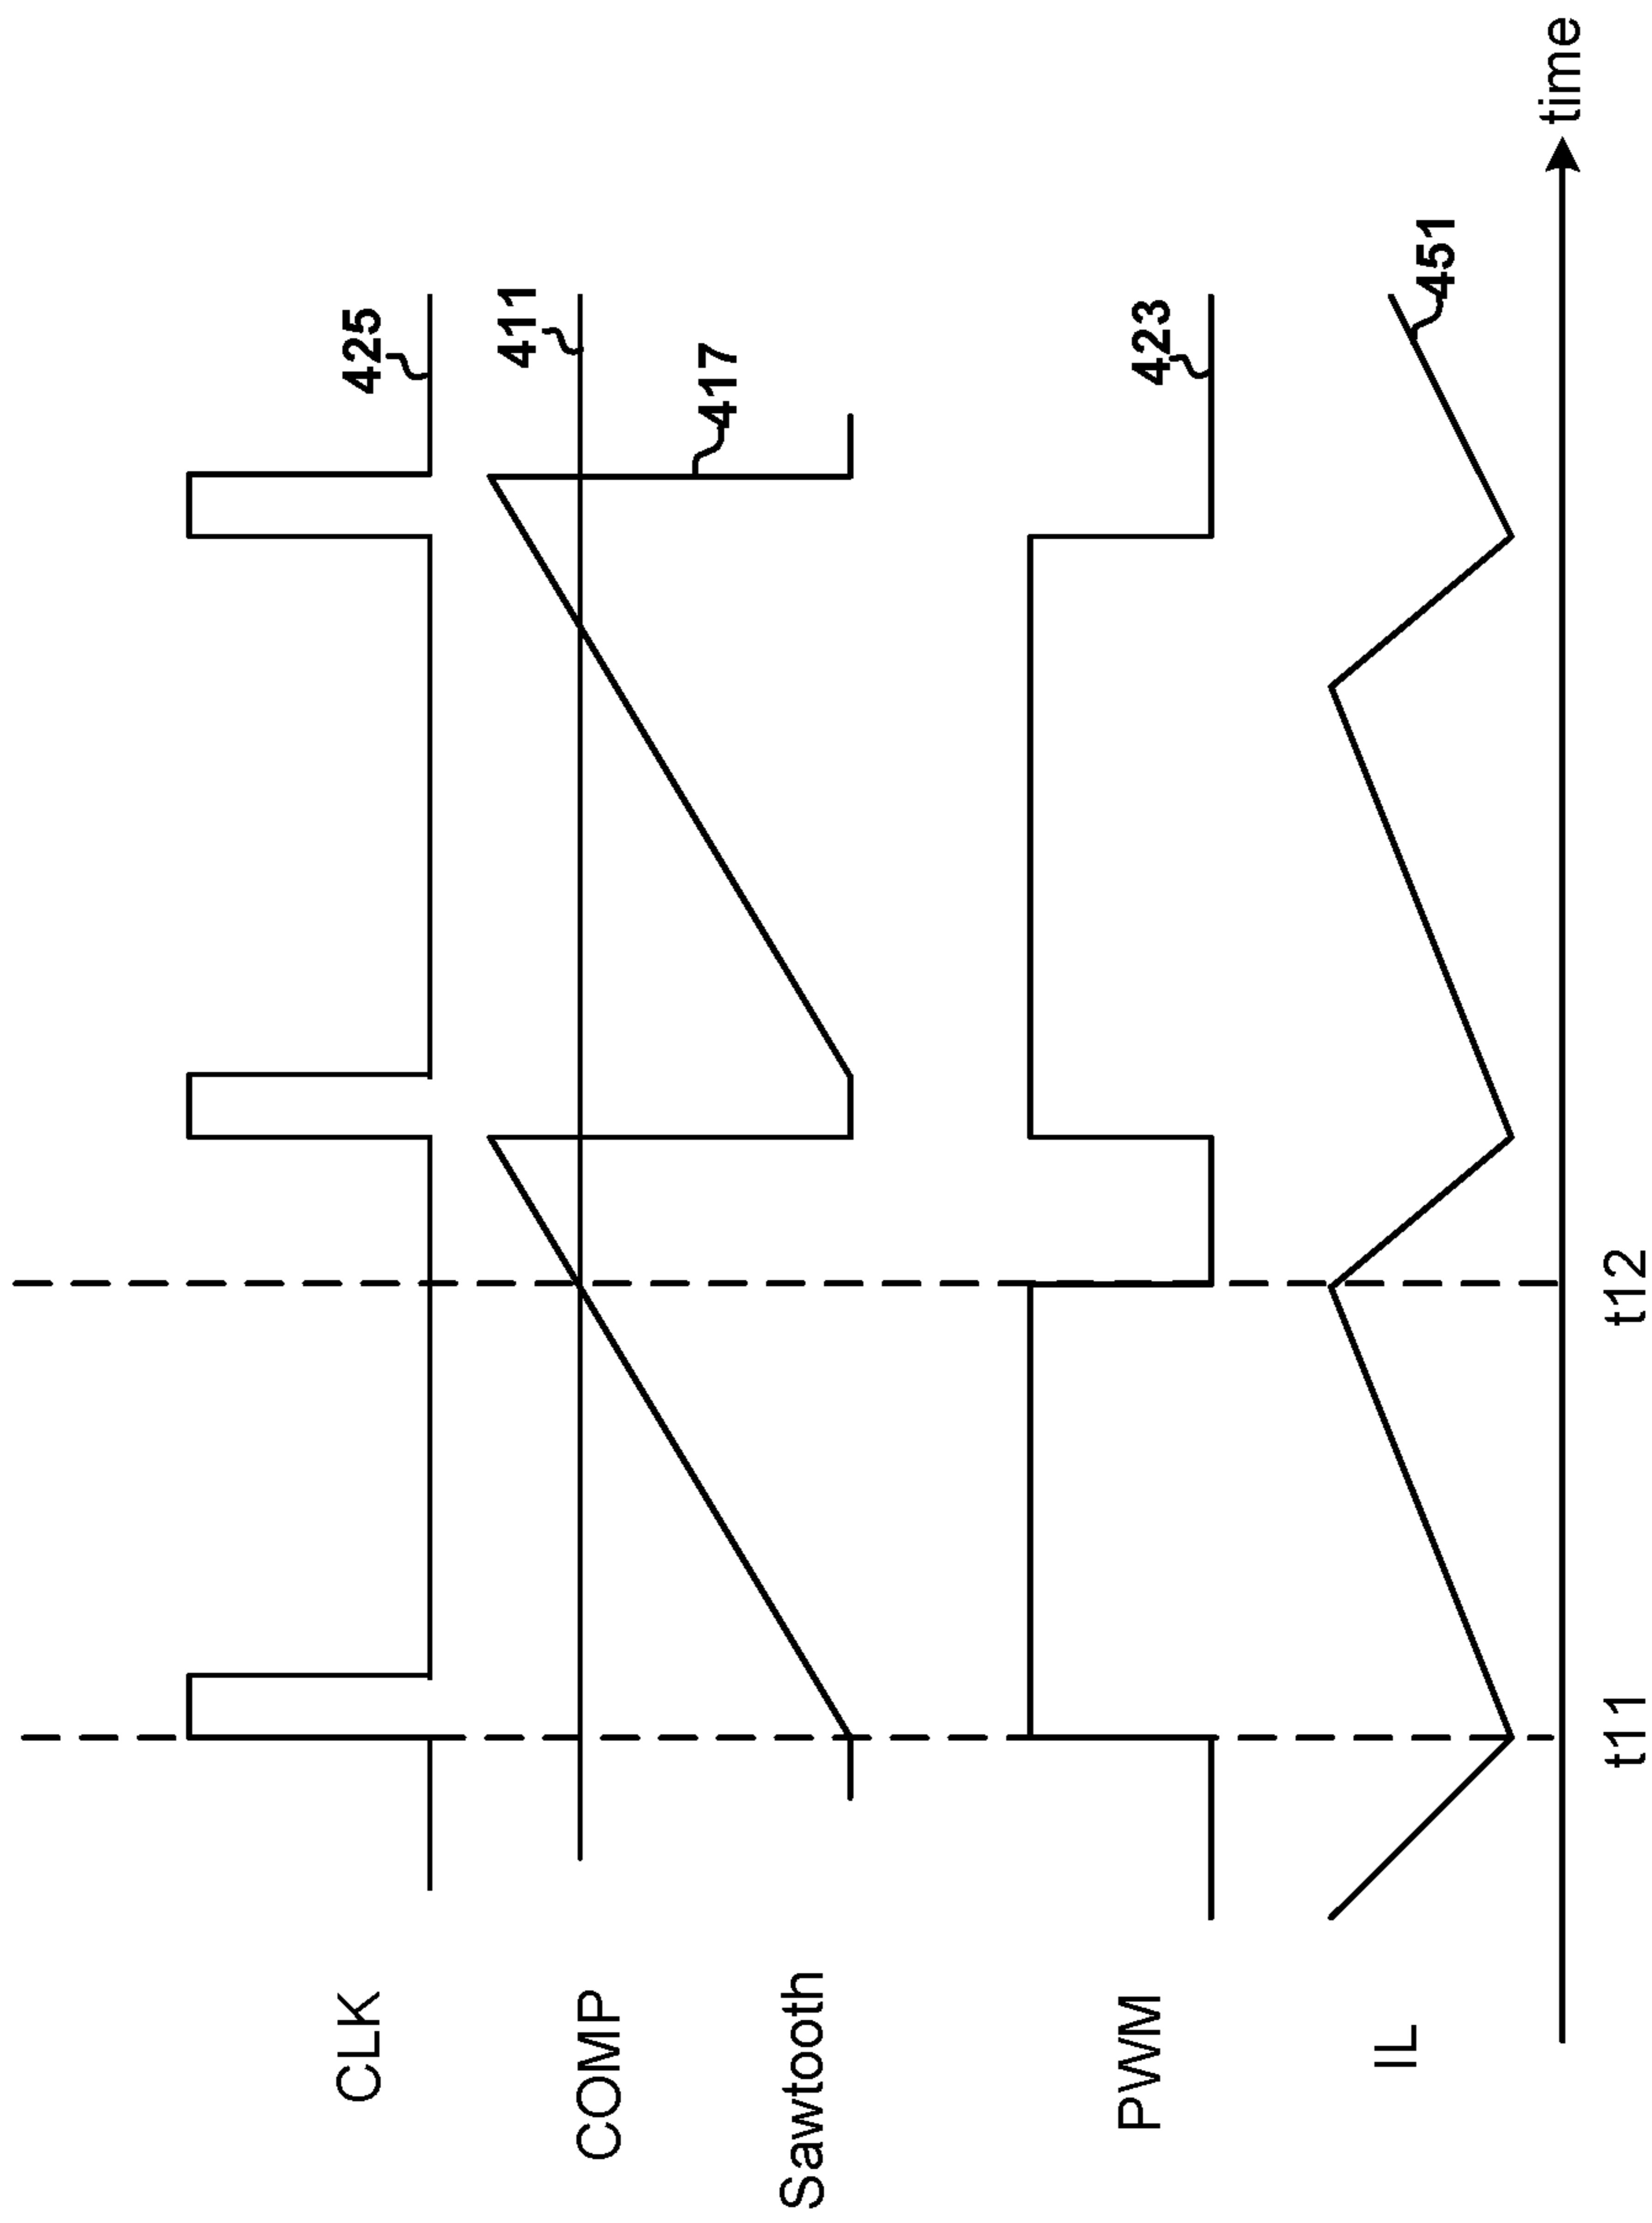 CLK
425
COMP
411
Sawtooth
417
PWM
423
IL
451
t11
t12
time